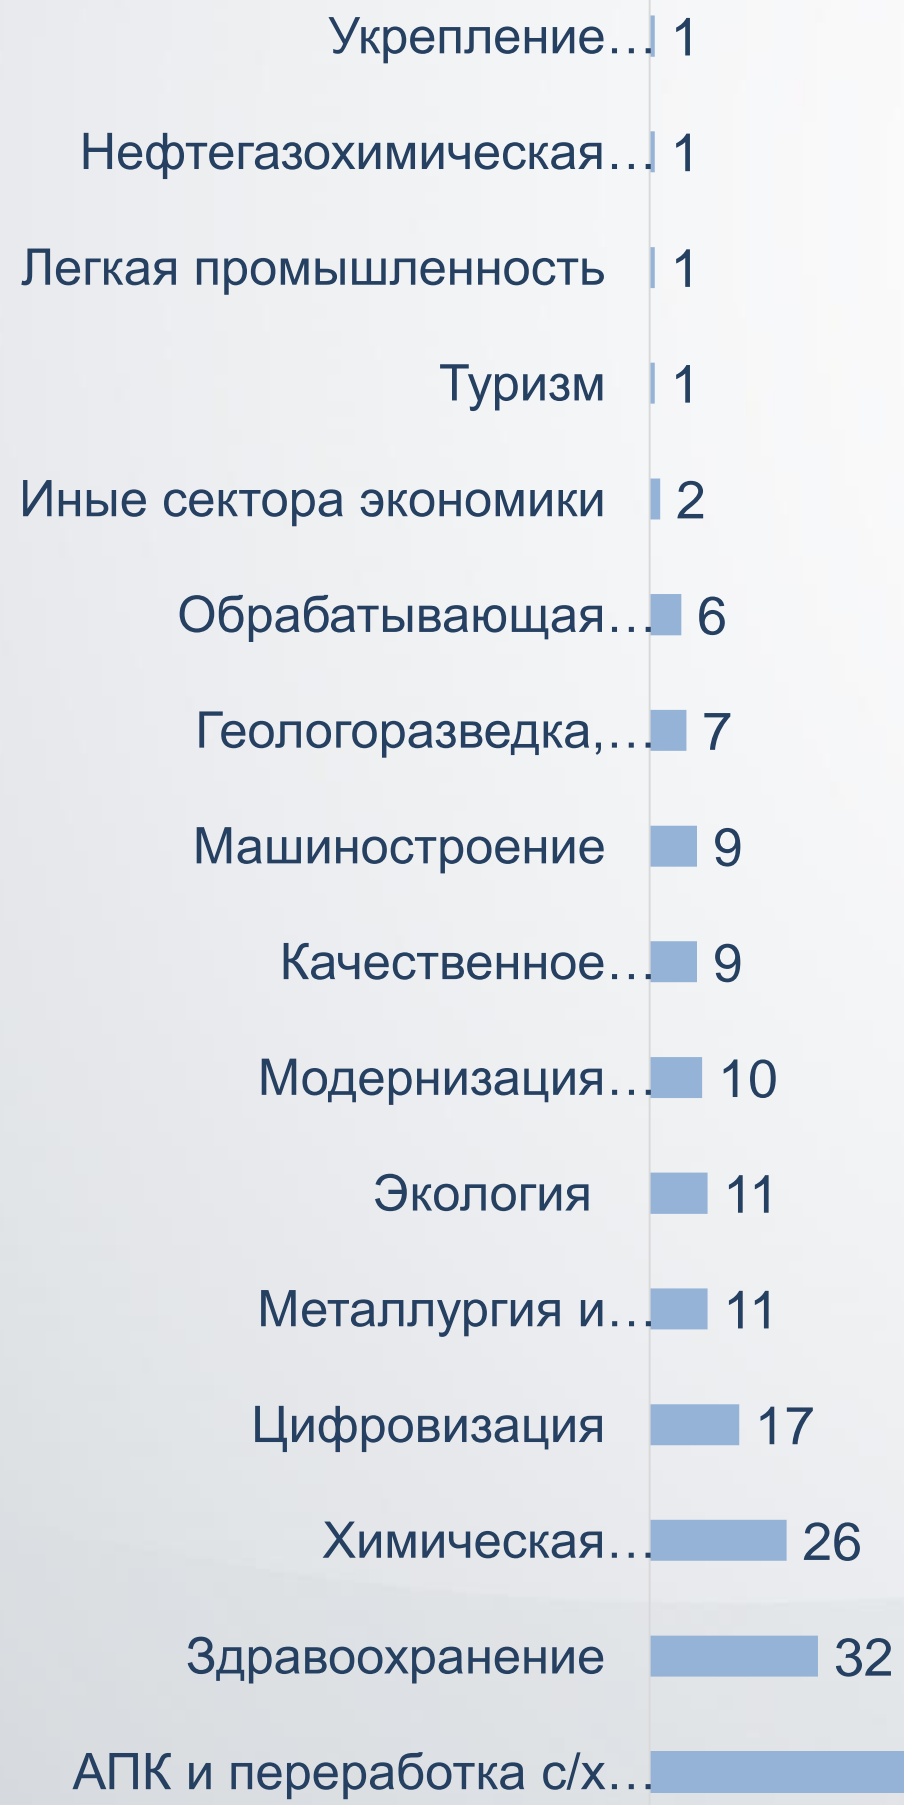 Укрепление… 1
Нефтегазохимическая… 1
Легкая промышленность 1
Туризм 1
Иные сектора экономики 2
Обрабатывающая… 6
Геологоразведка,… 7
Машиностроение 9
Качественное… 9
Модернизация… 10
Экология 11
Металлургия и… 11
Цифровизация 17
Химическая… 26
Здравоохранение 32
АПК и переработка с/х…